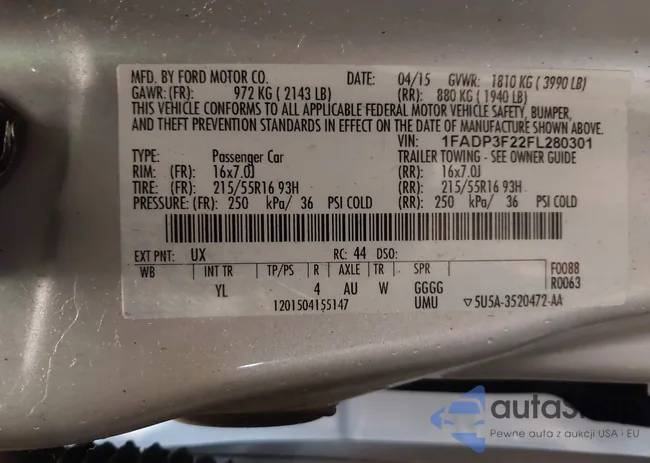 MFD. BY FORD MOTOR CO. DATE: 04/15 GVWR: 1810 KG ( 3990 LB)
GAWR: (FR): 972 KG ( 2143 LB) (RR): 880 KG ( 1940 LB)
THIS VEHICLE CONFORMS TO ALL APPLICABLE FEDERAL MOTOR VEHICLE SAFETY, BUMPER,
AND THEFT PREVENTION STANDARDS IN EFFECT ON THE DATE OF MANUFACTURE SHOWN ABOVE.
VIN: 1FADP3F22FL280301
TYPE: Passenger Car TRAILER TOWING - SEE OWNER GUIDE
RIM: (FR): 16x7.0J (RR): 16x7.0J
TIRE: (FR): 215/55R16 93H (RR): 215/55R16 93H
PRESSURE: (FR): 250 kPa/ 36 PSI COLD (RR): 250 kPa/ 36 PSI COLD
EXT PNT: UX RC: 44 DSO:
WB INT TR TP/PS R AXLE TR SPR F0088
YL 4 AU W GGGG R0063
1201504155147 UMU ▽5U5A-3520472-AA
Pewne auta z aukcji USA i EU